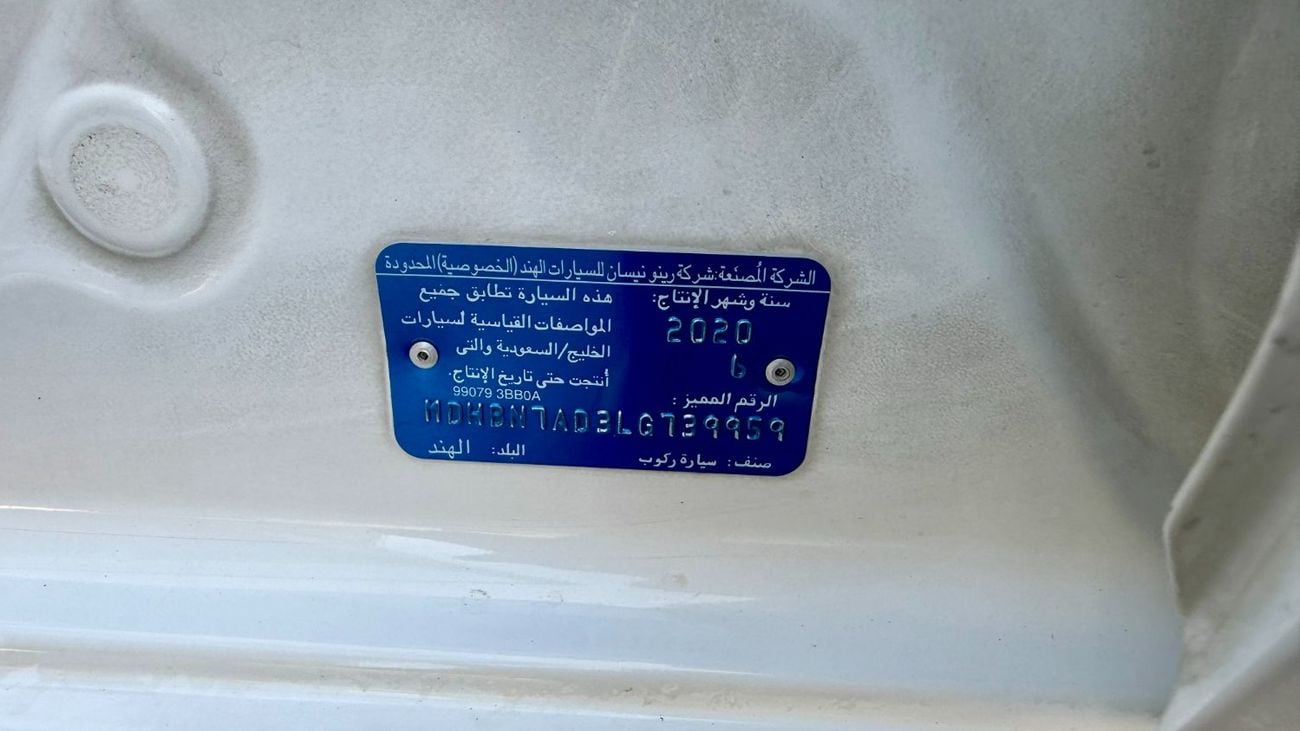 الشركة المُصنعة: شركة رينو نيسان للسيارات الهند (الخصوصية) المحدودة
سنة وشهر الإنتاج:
2020
6
هذه السيارة تطابق جميع
المواصفات القياسية لسيارات
الخليج/السعودية والتى
أُنتجت حتى تاريخ الإنتاج.
99079 3BB0A
الرقم المميز :
MDHBN7AD3LG739959
صنف: سيارة ركوب
البلد: الهند